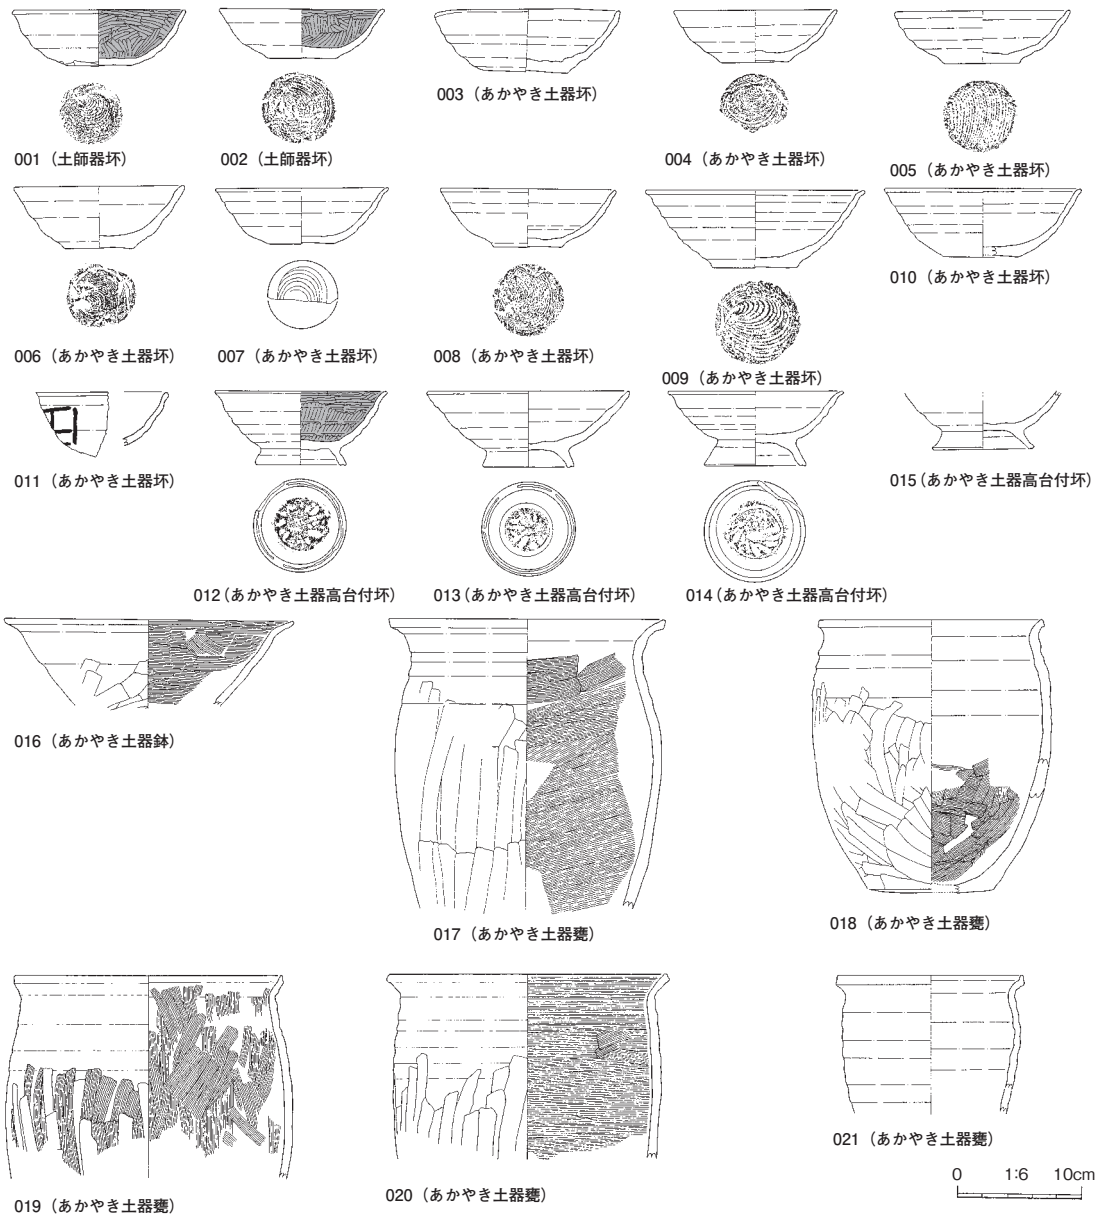 001（土師器坏）
002（土師器坏）
003（あかやき土器坏）
004（あかやき土器坏）
005（あかやき土器坏）
006（あかやき土器坏）
007（あかやき土器坏）
008（あかやき土器坏）
009（あかやき土器坏）
010（あかやき土器坏）
011（あかやき土器坏）
012（あかやき土器高台付坏）
013（あかやき土器高台付坏）
014（あかやき土器高台付坏）
015（あかやき土器高台付坏）
016（あかやき土器鉢）
017（あかやき土器甕）
018（あかやき土器甕）
019（あかやき土器甕）
020（あかやき土器甕）
021（あかやき土器甕）
0 1:6 10cm